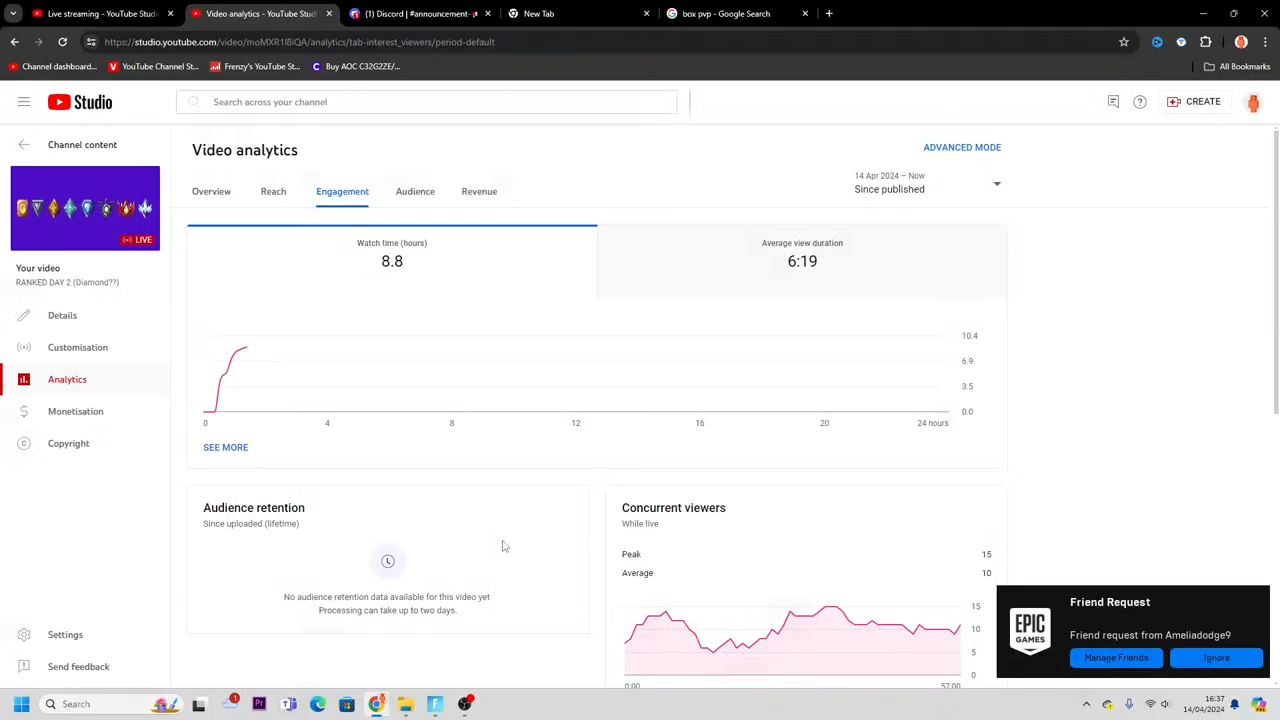 Live streaming - YouTube Studio
Video analytics - YouTube Studio
(1) Discord | #announcement-
New Tab
box pvp - Google Search
https://studio.youtube.com/video/moMXR1I8iQA/analytics/tab-interest_viewers/period-default
Channel dashboard...
YouTube Channel St...
Frenzy's YouTube St...
Buy AOC C32G2ZE/...
All Bookmarks
Studio
Search across your channel
CREATE
Channel content
LIVE
Your video
RANKED DAY 2 (Diamond??)
Details
Customisation
Analytics
Monetisation
Copyright
Settings
Send feedback
Video analytics
ADVANCED MODE
Overview
Reach
Engagement
Audience
Revenue
14 Apr 2024 – Now
Since published
Watch time (hours)
8.8
Average view duration
6:19
10.4
6.9
3.5
0.0
0 4 8 12 16 20 24 hours
SEE MORE
Audience retention
Since uploaded (lifetime)
No audience retention data available for this video yet
Processing can take up to two days.
Concurrent viewers
While live
Peak 15
Average 10
15
10
5
0
0:00 57:00
Friend Request
EPIC
GAMES
Friend request from Ameliadodge9
Manage Friends
Ignore
Search
1
16:37
14/04/2024